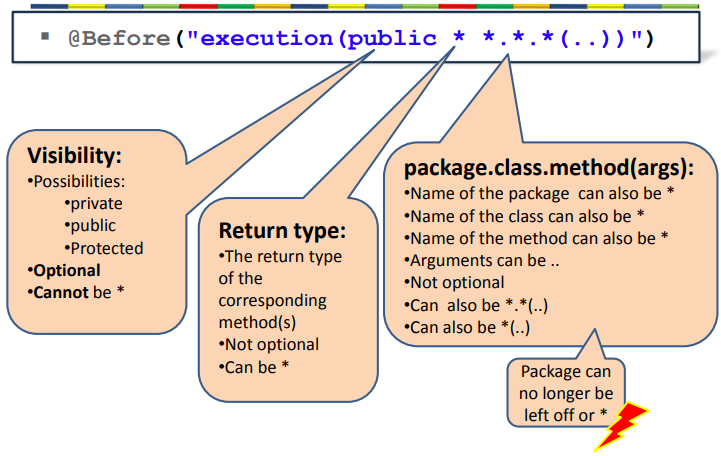 ▪ @Before("execution(public * *.*.*(..))")
Visibility:
•Possibilities:
•private
•public
•Protected
•Optional
•Cannot be *
Return type:
•The return type
of the
corresponding
method(s)
•Not optional
•Can be *
package.class.method(args):
•Name of the package can also be *
•Name of the class can also be *
•Name of the method can also be *
•Arguments can be ..
•Not optional
•Can also be *.*(..)
•Can also be *(..)
Package can
no longer be
left off or *